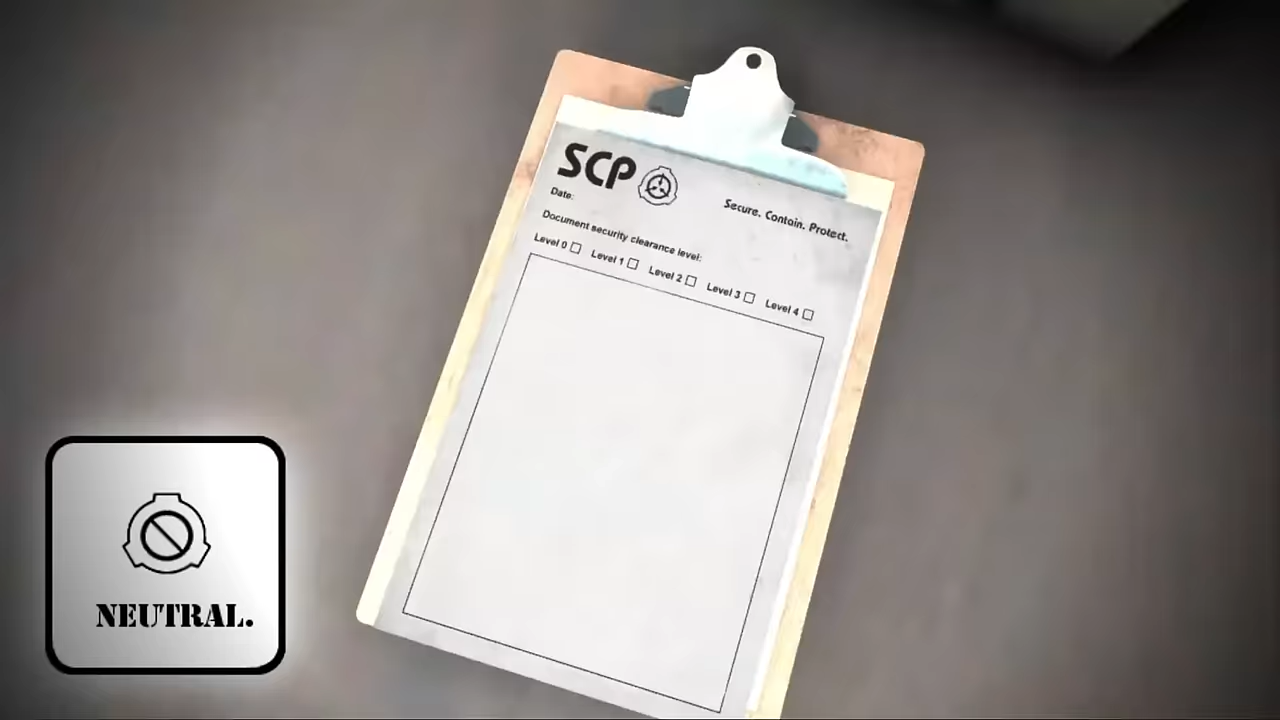 SCP
Secure. Contain. Protect.
Date:
Document security clearance level:
Level 0 Level 1 Level 2 Level 3 Level 4
NEUTRAL.